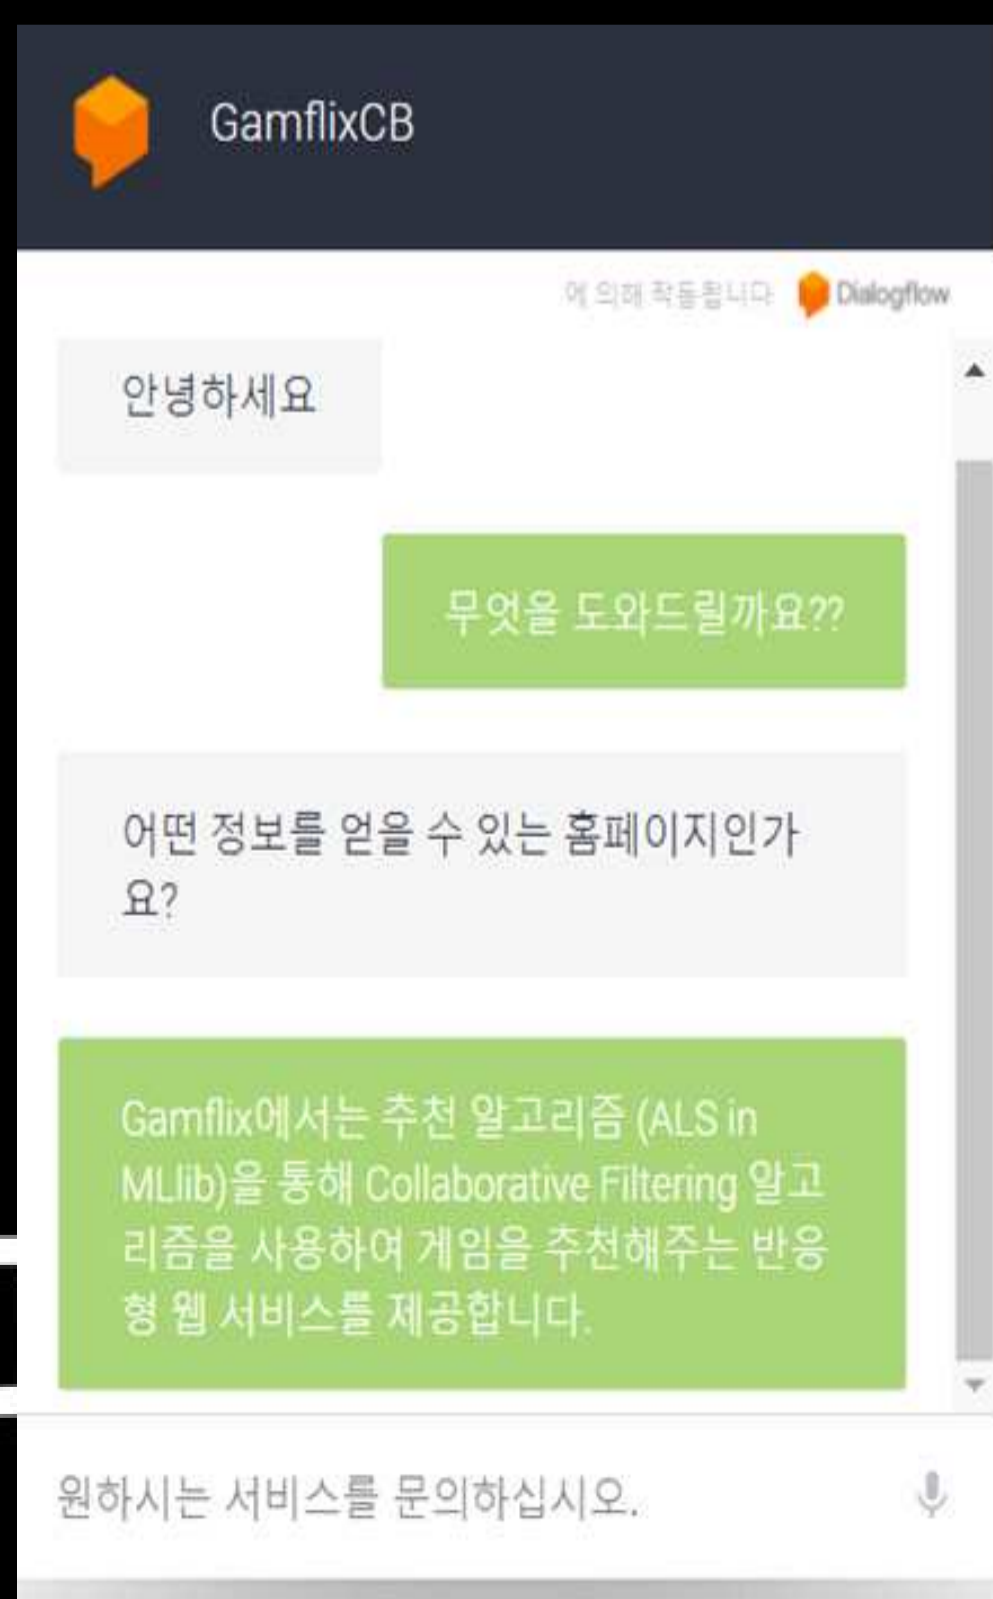 GamflixCB
에 의해 작동됩니다 Dialogflow
안녕하세요
무엇을 도와드릴까요??
어떤 정보를 얻을 수 있는 홈페이지인가
요?
Gamflix에서는 추천 알고리즘 (ALS in
MLlib)을 통해 Collaborative Filtering 알고
리즘을 사용하여 게임을 추천해주는 반응
형 웹 서비스를 제공합니다.
원하시는 서비스를 문의하십시오.